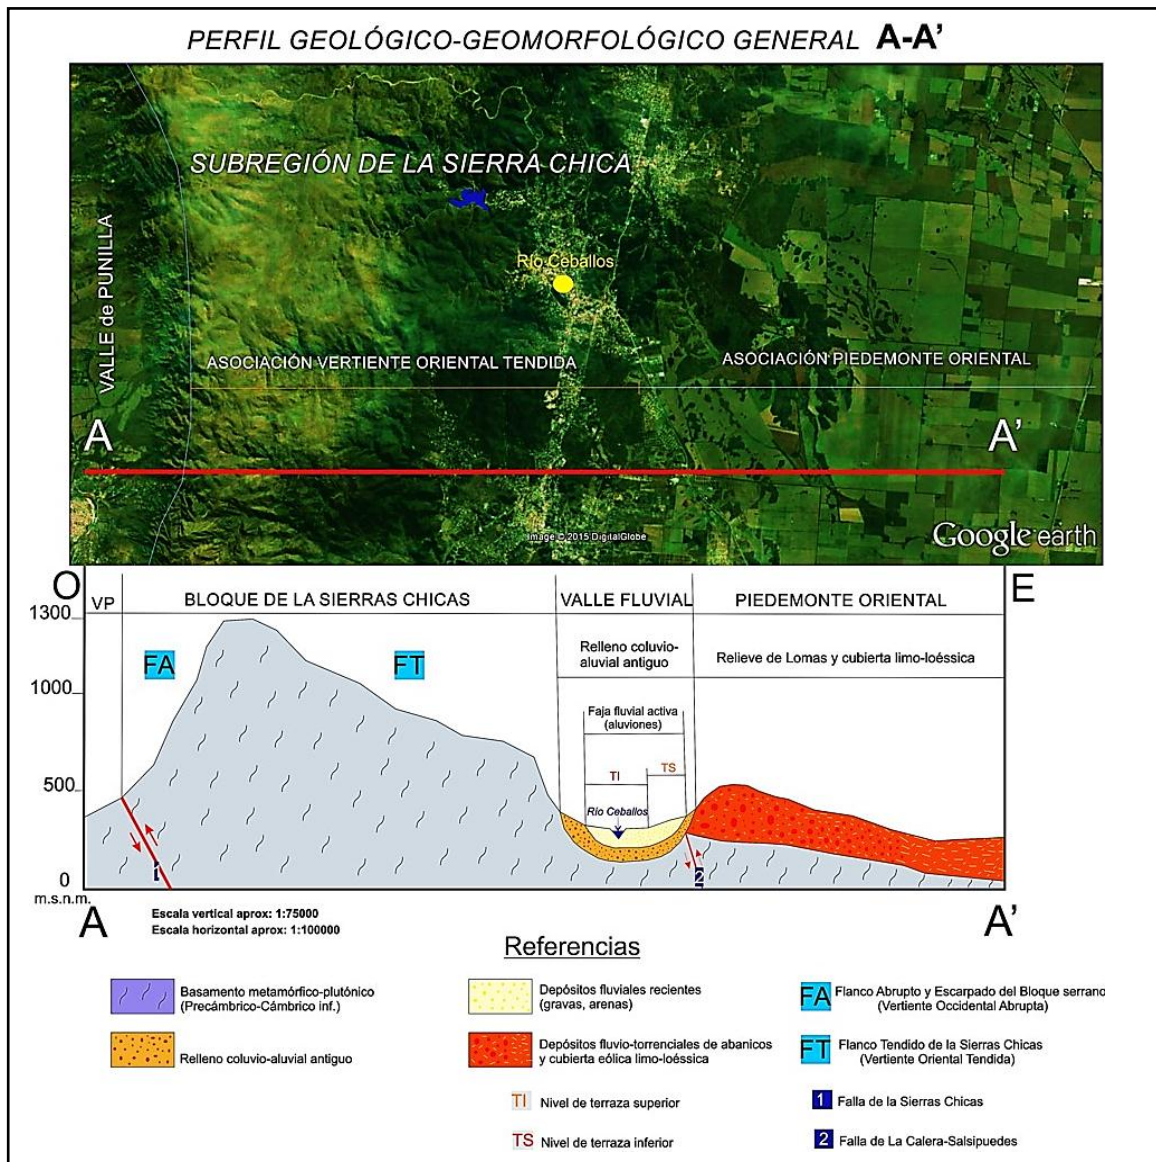 PERFIL GEOLÓGICO-GEOMORFOLÓGICO GENERAL A-A'
SUBREGIÓN DE LA SIERRA CHICA
VALLE de PUNILLA
Río Ceballos
ASOCIACIÓN VERTIENTE ORIENTAL TENDIDA
ASOCIACIÓN PIEDEMONTE ORIENTAL
A
A'
Image © 2015 DigitalGlobe
Google earth
O
E
VP
BLOQUE DE LA SIERRAS CHICAS
VALLE FLUVIAL
PIEDEMONTE ORIENTAL
1300
1000
500
0
m.s.n.m.
FA
FT
Relleno coluvio-
aluvial antiguo
Relieve de Lomas y cubierta limo-loéssica
Faja fluvial activa
(aluviones)
TI
TS
Río Ceballos
1
2
A
A'
Escala vertical aprox: 1:75000
Escala horizontal aprox: 1:100000
Referencias
Basamento metamórfico-plutónico
(Precámbrico-Cámbrico inf.)
Relleno coluvio-aluvial antiguo
Depósitos fluviales recientes
(gravas, arenas)
Depósitos fluvio-torrenciales de abanicos
y cubierta eólica limo-loéssica
TI Nivel de terraza superior
TS Nivel de terraza inferior
FA Flanco Abrupto y Escarpado del Bloque serrano
(Vertiente Occidental Abrupta)
FT Flanco Tendido de la Sierras Chicas
(Vertiente Oriental Tendida)
1 Falla de la Sierras Chicas
2 Falla de La Calera-Salsipuedes